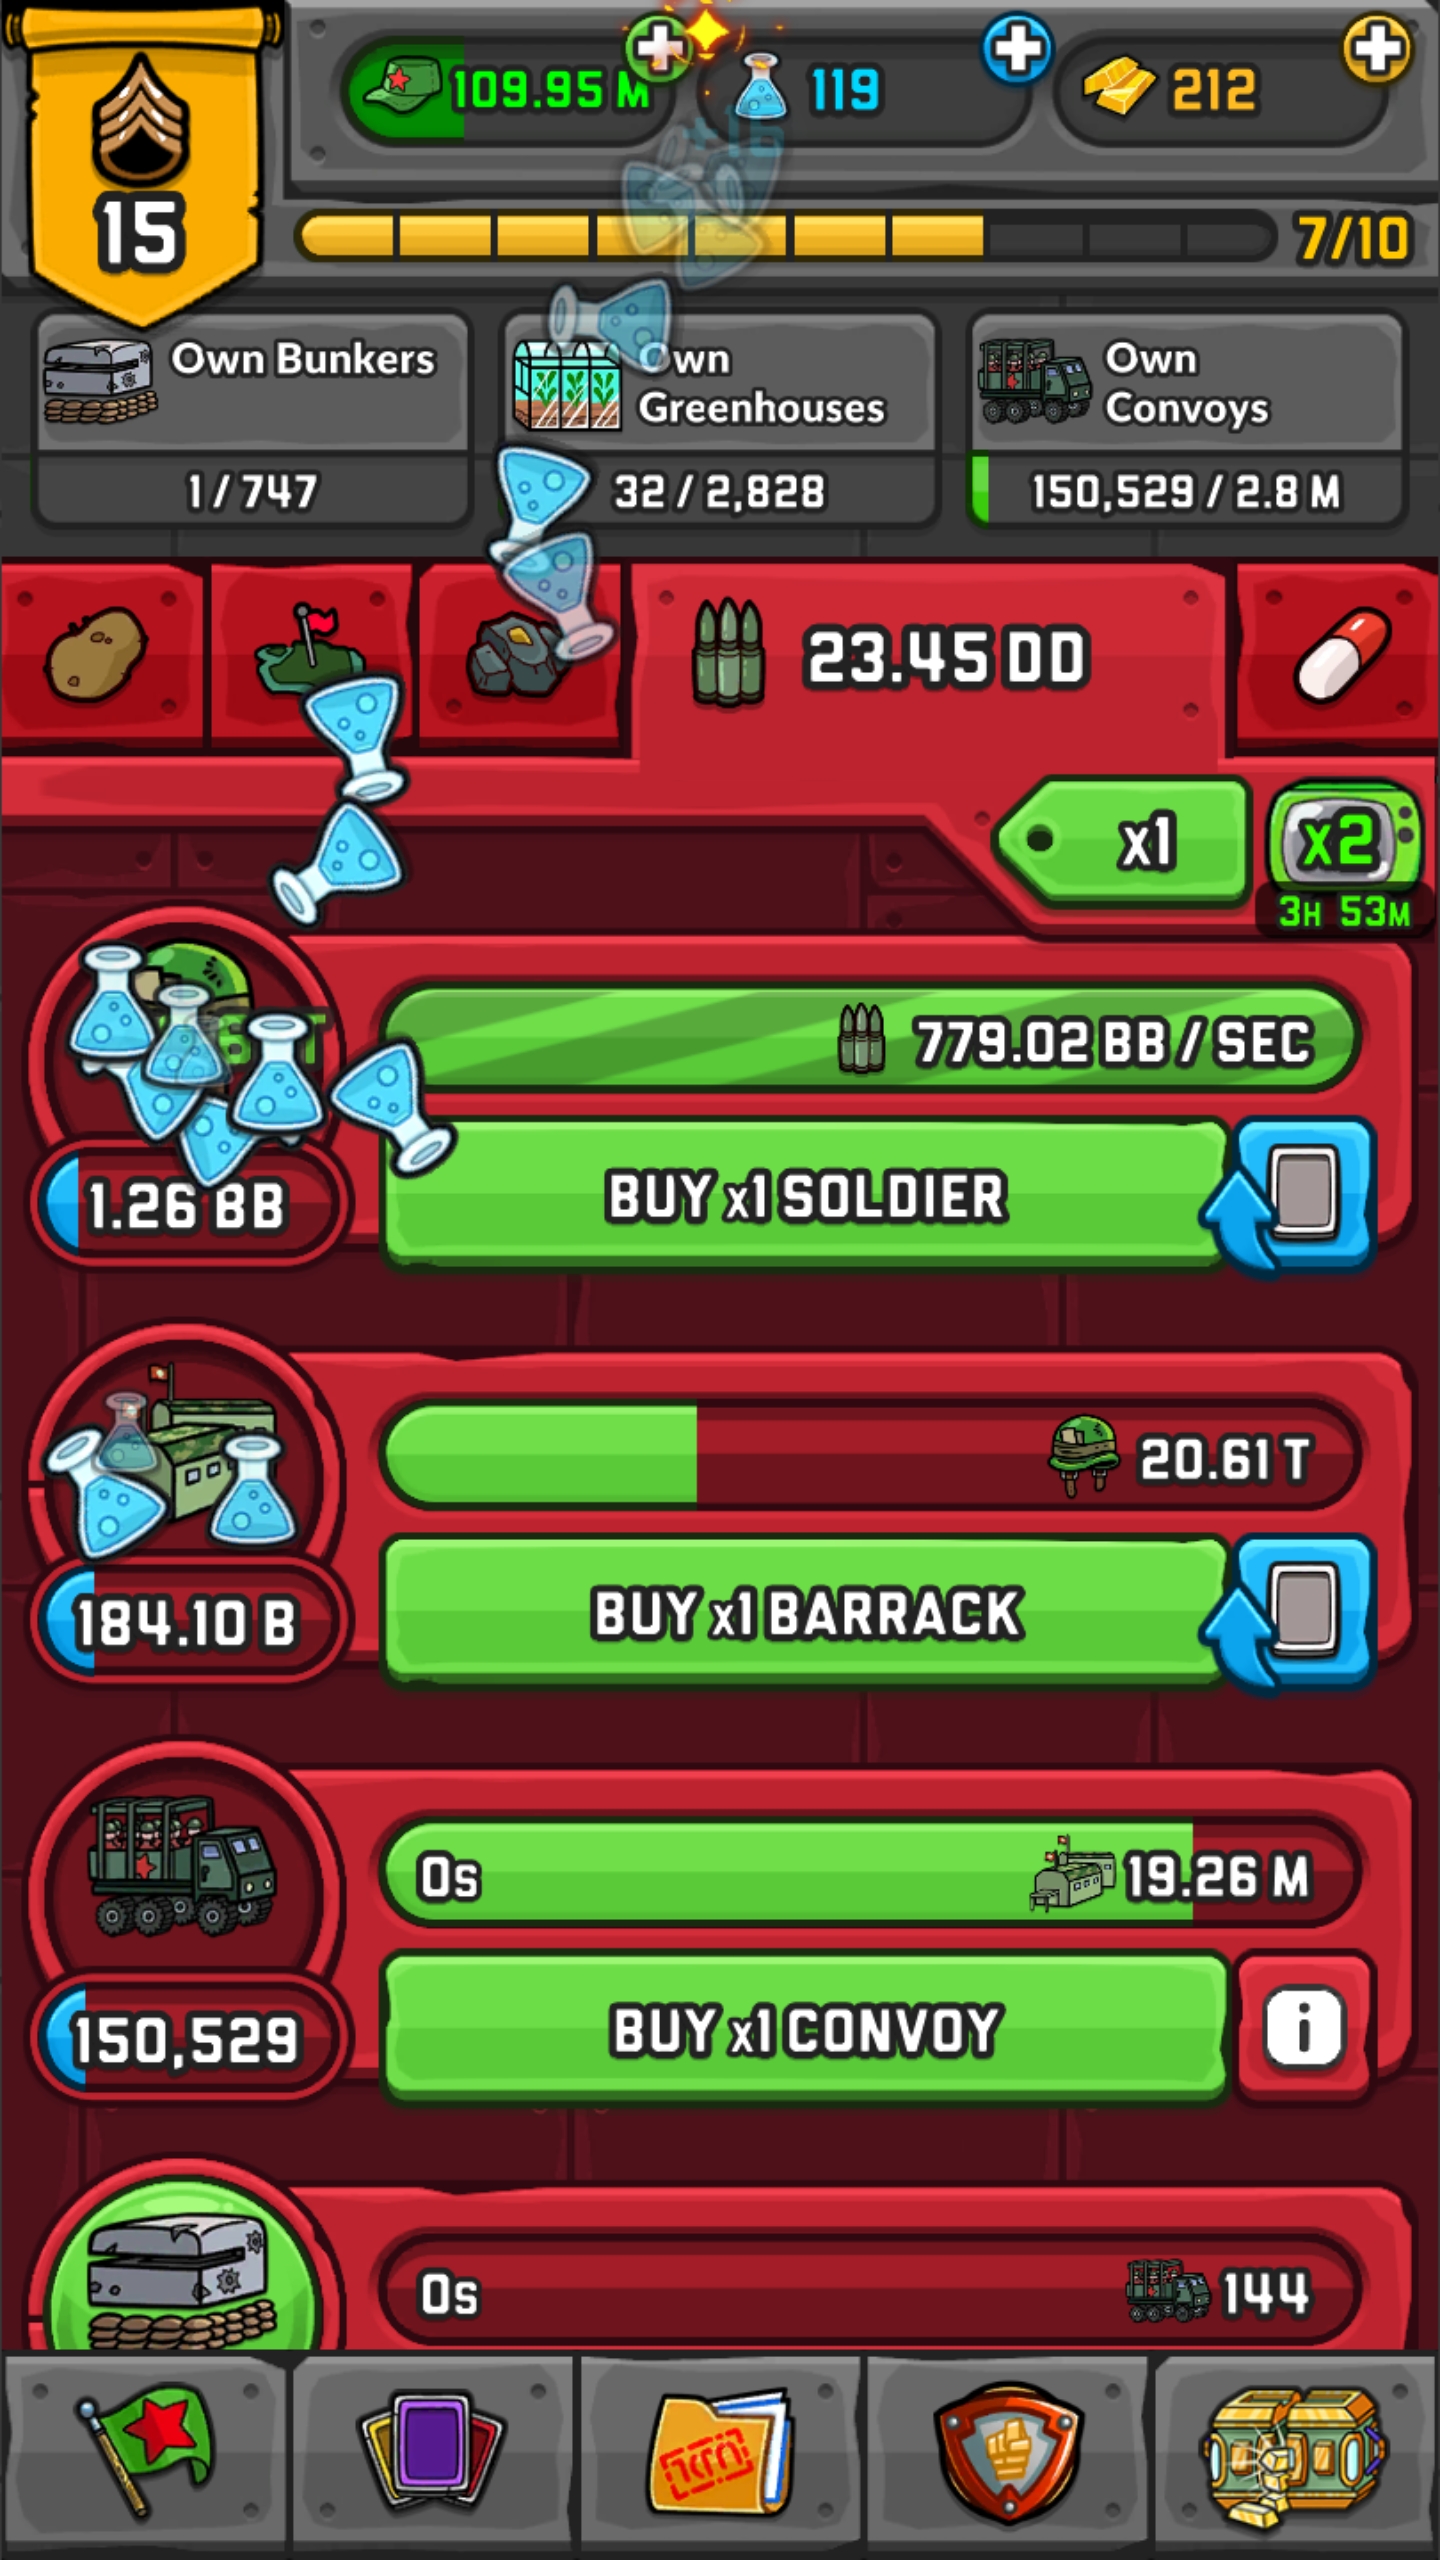 15
109.95 M
119
212
+16
7/10
Own Bunkers
1/747
Own
Greenhouses
32/2,828
Own
Convoys
150,529/2.8 M
23.45 DD
x1
x2
3H 53M
779.02 BB / SEC
1.26 BB
BUY x1 SOLDIER
20.61 T
184.10 B
BUY x1 BARRACK
0s
19.26 M
150,529
BUY x1 CONVOY
i
0s
144